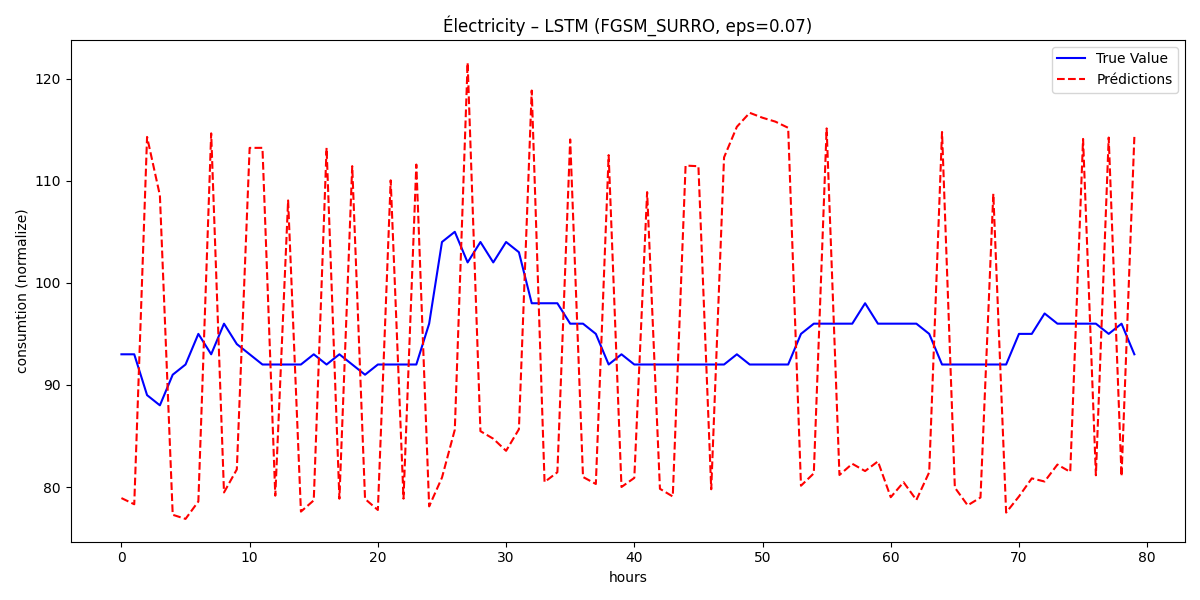 Électricity – LSTM (FGSM_SURRO, eps=0.07)
True Value
Prédictions
consumtion (normalize)
120
110
100
90
80
0 10 20 30 40 50 60 70 80
hours